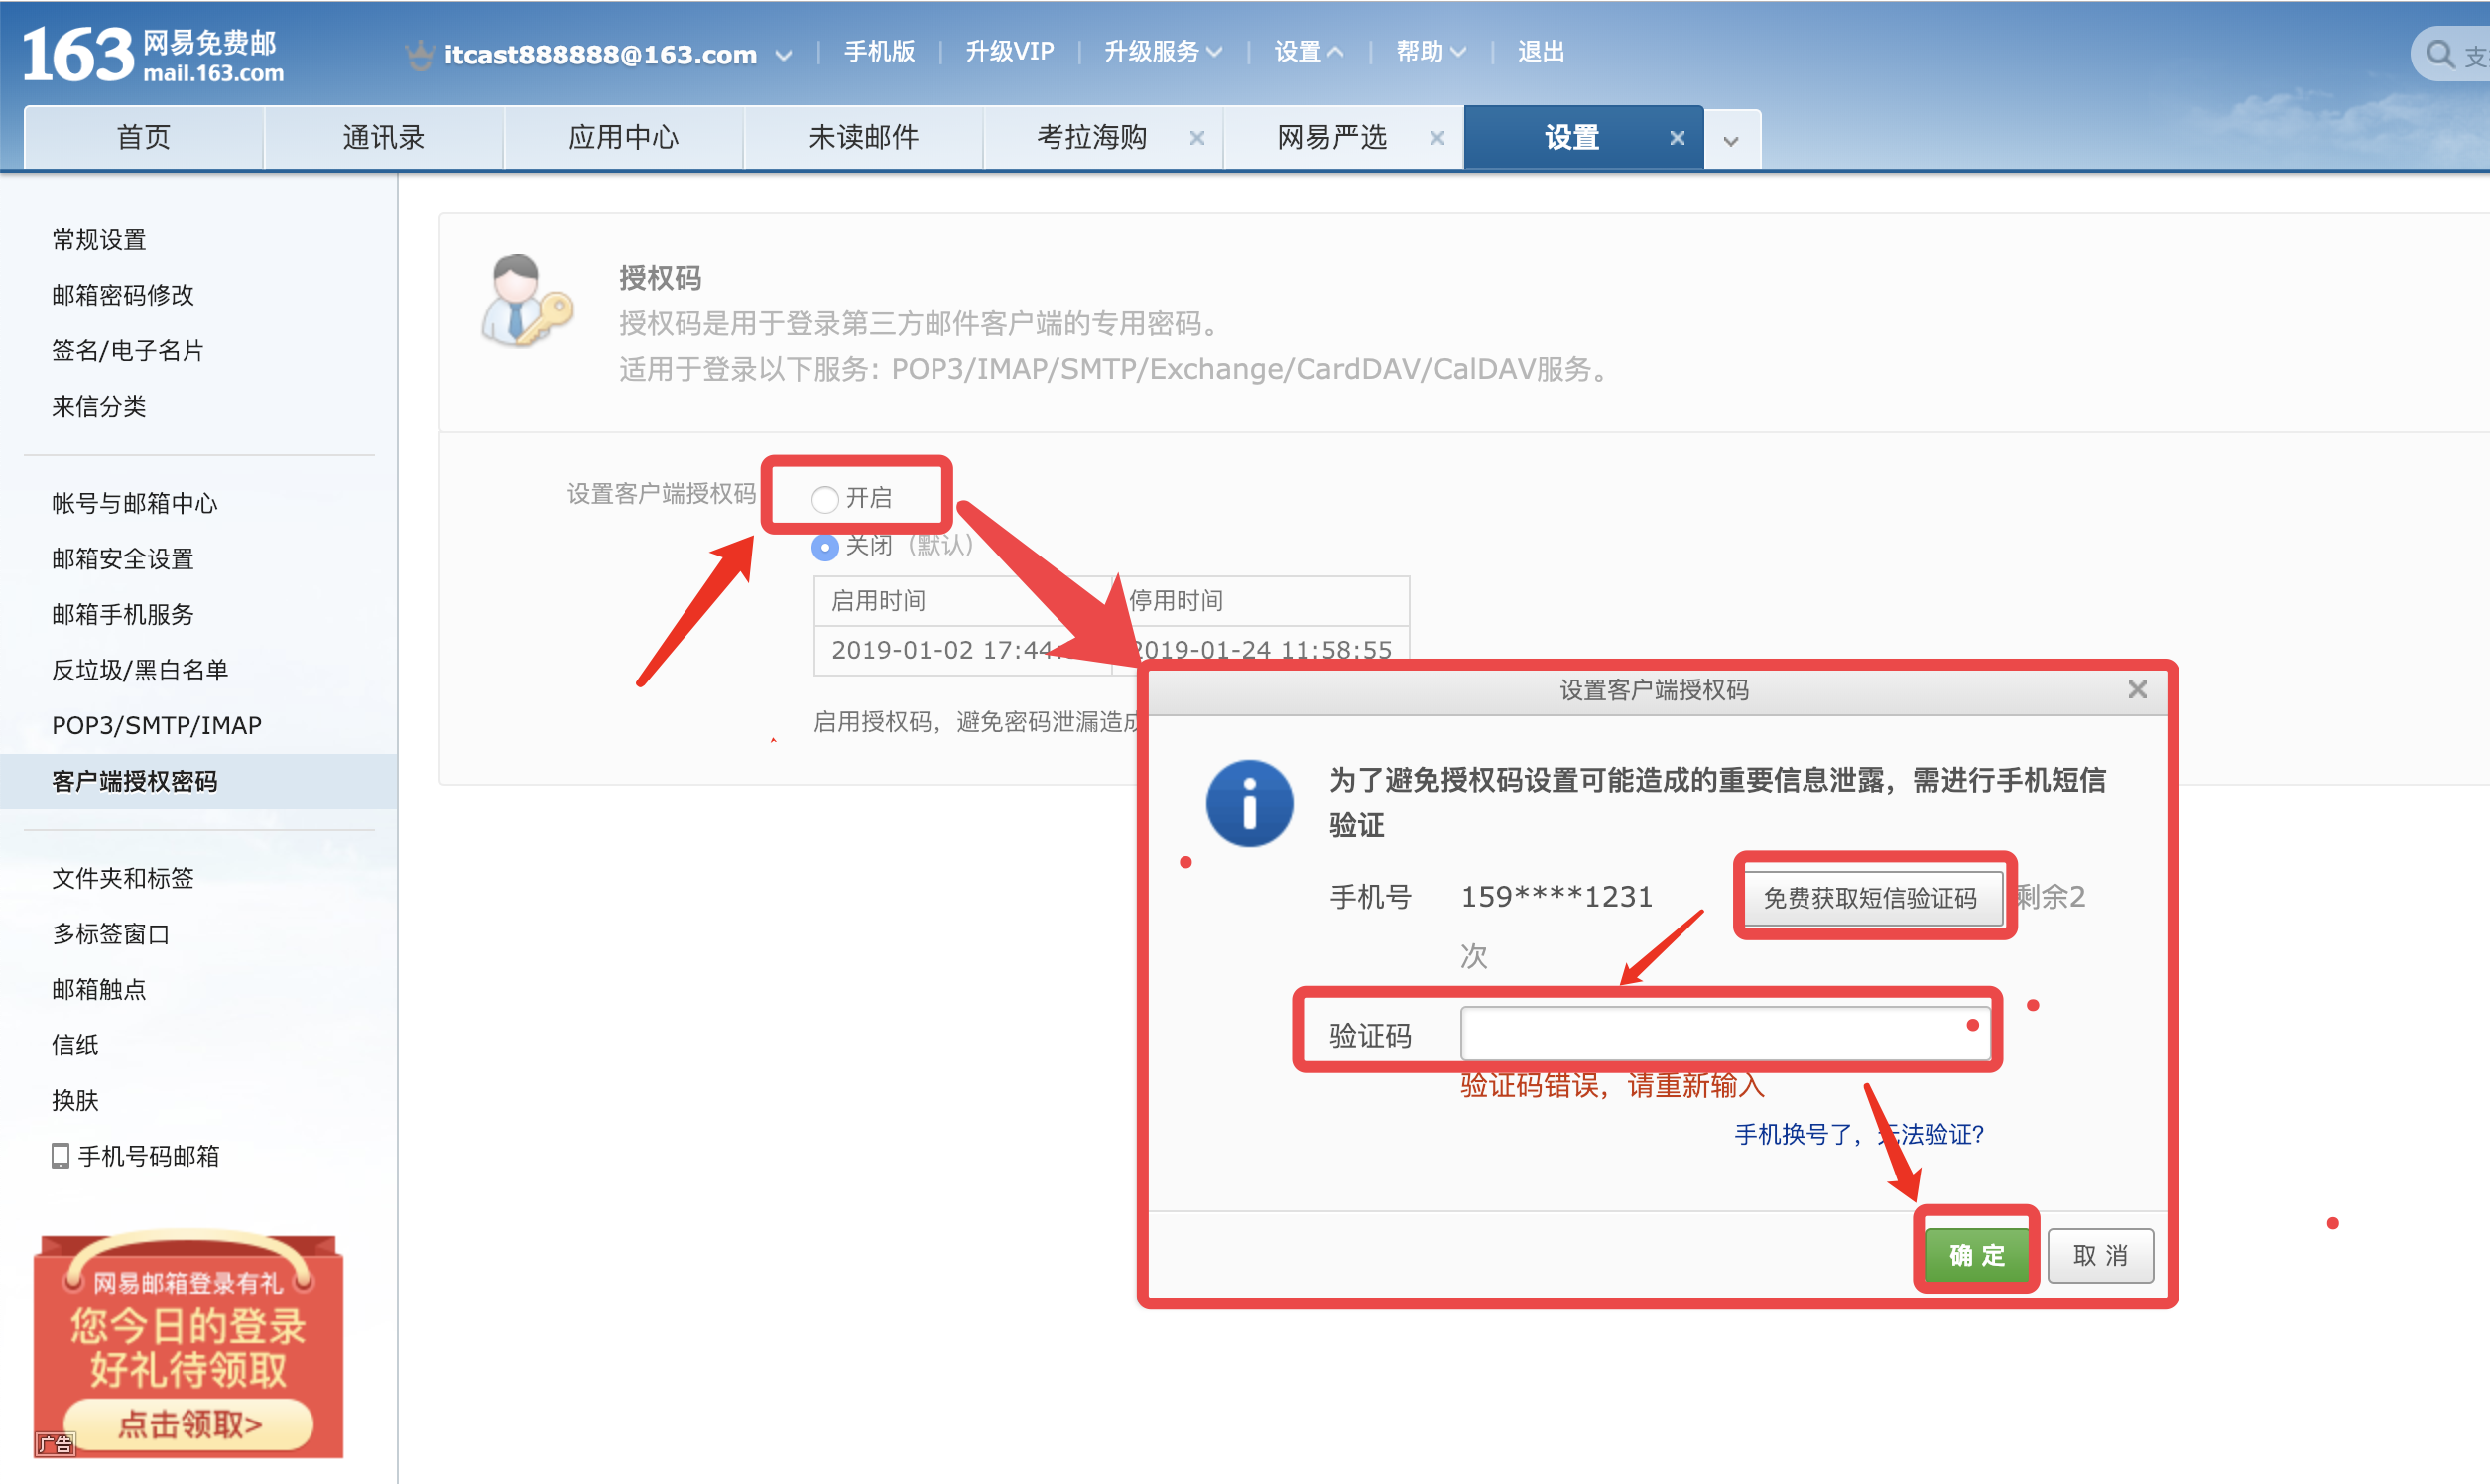 163 网易免费邮
mail.163.com
itcast888888@163.com
手机版
升级VIP
升级服务
设置
帮助
退出
首页
通讯录
应用中心
未读邮件
考拉海购
网易严选
设置
常规设置
邮箱密码修改
签名/电子名片
来信分类
帐号与邮箱中心
邮箱安全设置
邮箱手机服务
反垃圾/黑白名单
POP3/SMTP/IMAP
客户端授权密码
文件夹和标签
多标签窗口
邮箱触点
信纸
换肤
手机号码邮箱
网易邮箱登录有礼
您今日的登录
好礼待领取
点击领取>
广告
授权码
授权码是用于登录第三方邮件客户端的专用密码。
适用于登录以下服务: POP3/IMAP/SMTP/Exchange/CardDAV/CalDAV服务。
设置客户端授权码
开启
关闭 (默认)
启用时间 停用时间
2019-01-02 17:44: 2019-01-24 11:58:55
启用授权码，避免密码泄漏造成
设置客户端授权码
为了避免授权码设置可能造成的重要信息泄露，需进行手机短信
验证
手机号 159****1231 免费获取短信验证码 剩余2
次
验证码
验证码错误，请重新输入
手机换号了，无法验证?
确 定
取 消